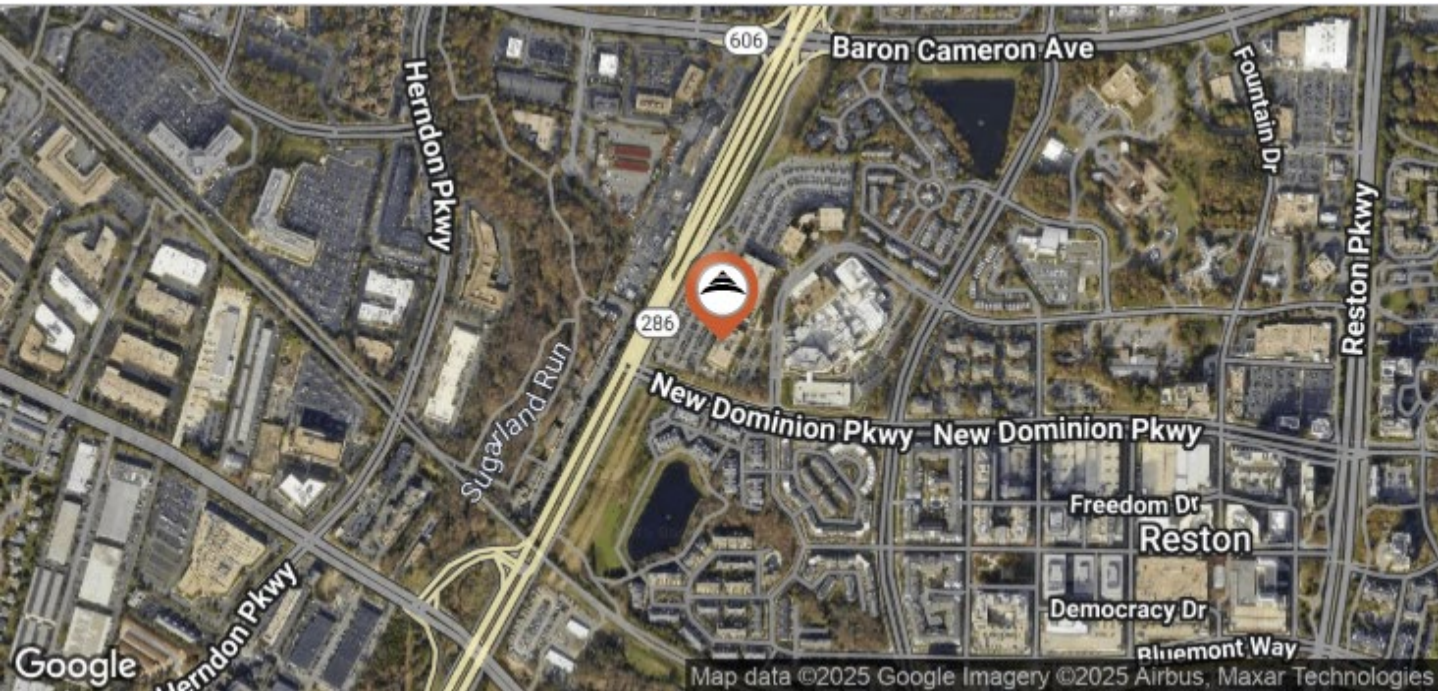 606
Baron Cameron Ave
Fountain Dr
Herndon Pkwy
Reston Pkwy
286
Sugarland Run
New Dominion Pkwy
New Dominion Pkwy
Freedom Dr
Reston
Democracy Dr
Bluemont Way
Herndon Pkwy
Google
Map data ©2025 Google Imagery ©2025 Airbus, Maxar Technologies